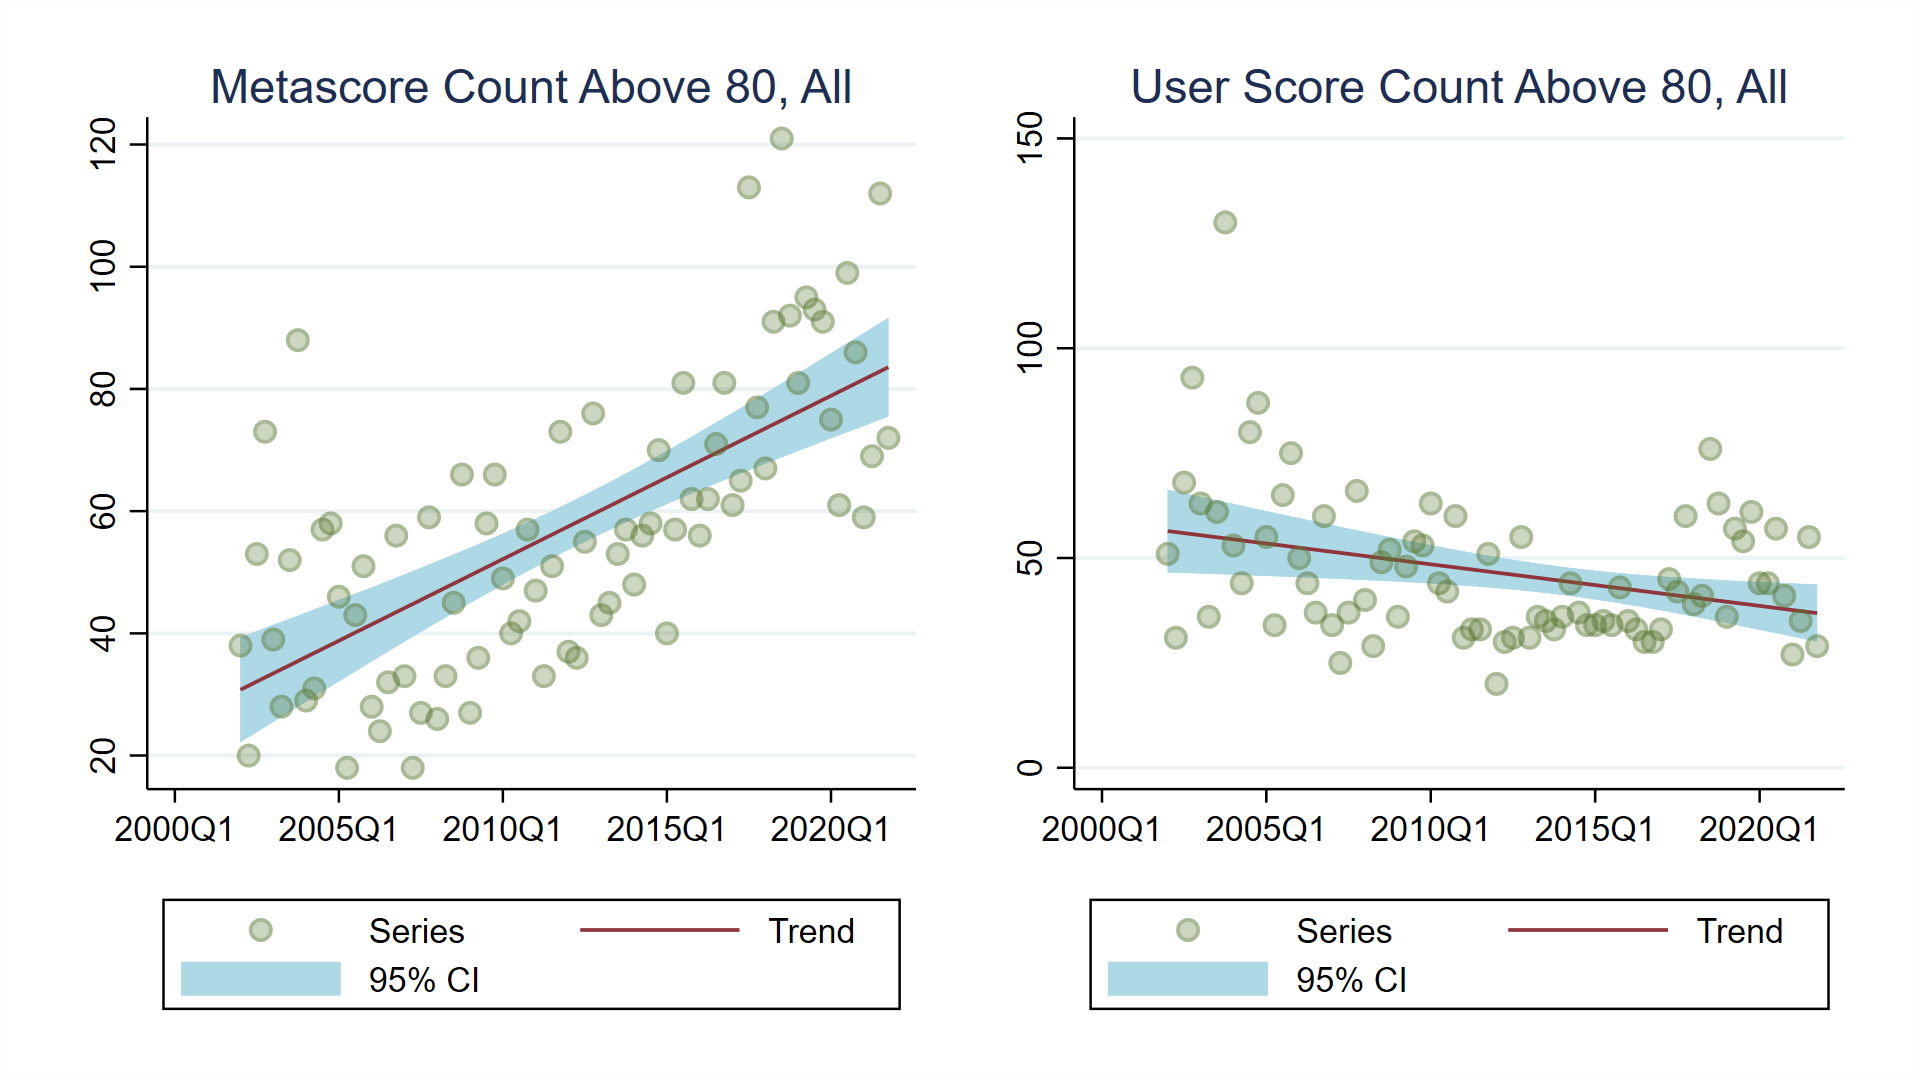 Metascore Count Above 80, All
120
100
80
60
40
20
2000Q1 2005Q1 2010Q1 2015Q1 2020Q1
Series Trend
95% CI
User Score Count Above 80, All
150
100
50
0
2000Q1 2005Q1 2010Q1 2015Q1 2020Q1
Series Trend
95% CI